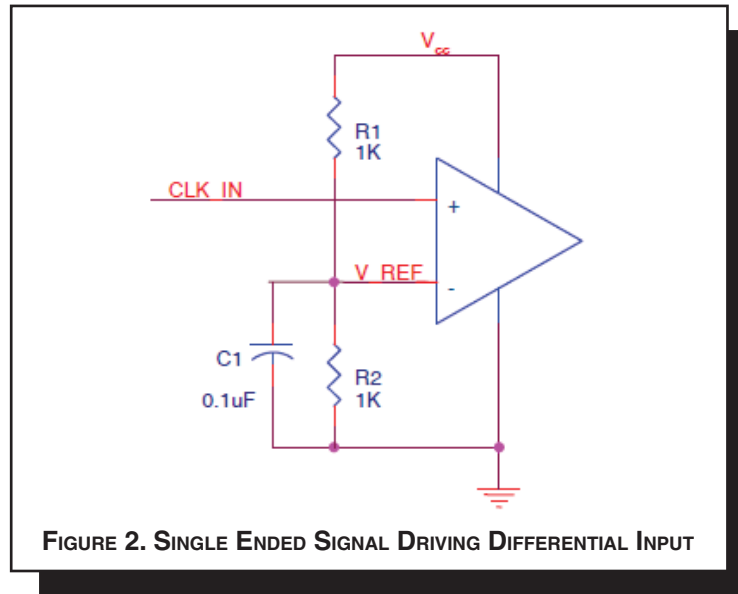 Vcc
R1
1K
CLK_IN
+
V_REF
-
C1
0.1uF
R2
1K
FIGURE 2. SINGLE ENDED SIGNAL DRIVING DIFFERENTIAL INPUT